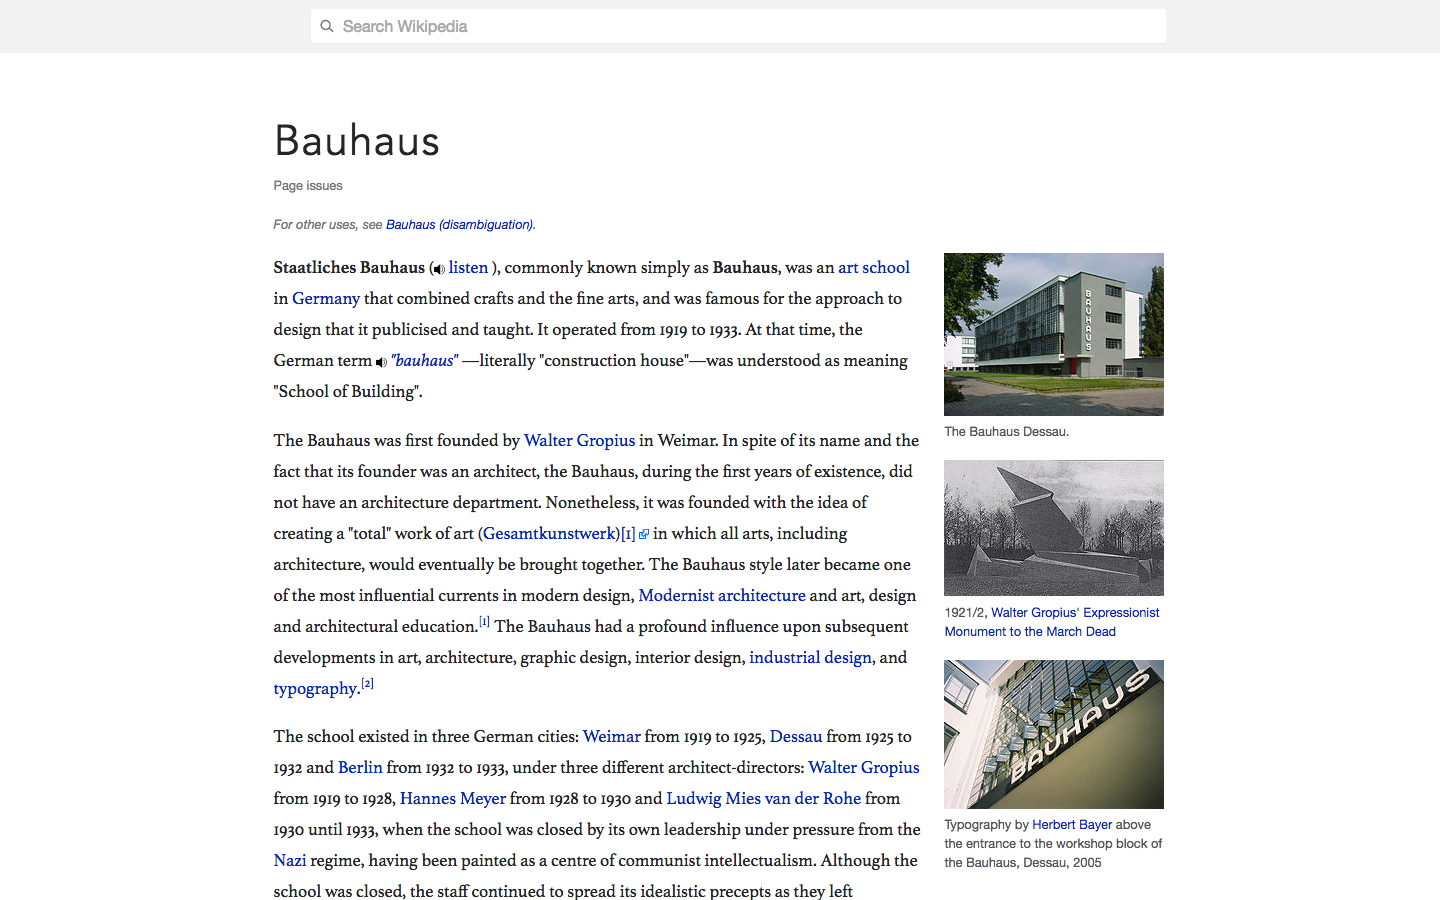 Search Wikipedia
Bauhaus
Page issues
For other uses, see Bauhaus (disambiguation).
Staatliches Bauhaus ( listen ), commonly known simply as Bauhaus, was an art school
in Germany that combined crafts and the fine arts, and was famous for the approach to
design that it publicised and taught. It operated from 1919 to 1933. At that time, the
German term "bauhaus" —literally "construction house"—was understood as meaning
"School of Building".
The Bauhaus was first founded by Walter Gropius in Weimar. In spite of its name and the
fact that its founder was an architect, the Bauhaus, during the first years of existence, did
not have an architecture department. Nonetheless, it was founded with the idea of
creating a "total" work of art (Gesamtkunstwerk)[1] in which all arts, including
architecture, would eventually be brought together. The Bauhaus style later became one
of the most influential currents in modern design, Modernist architecture and art, design
and architectural education.[1] The Bauhaus had a profound influence upon subsequent
developments in art, architecture, graphic design, interior design, industrial design, and
typography.[2]
The school existed in three German cities: Weimar from 1919 to 1925, Dessau from 1925 to
1932 and Berlin from 1932 to 1933, under three different architect-directors: Walter Gropius
from 1919 to 1928, Hannes Meyer from 1928 to 1930 and Ludwig Mies van der Rohe from
1930 until 1933, when the school was closed by its own leadership under pressure from the
Nazi regime, having been painted as a centre of communist intellectualism. Although the
school was closed, the staff continued to spread its idealistic precepts as they left
BAUHAUS
The Bauhaus Dessau.
1921/2, Walter Gropius' Expressionist
Monument to the March Dead
BAUHAUS
Typography by Herbert Bayer above
the entrance to the workshop block of
the Bauhaus, Dessau, 2005